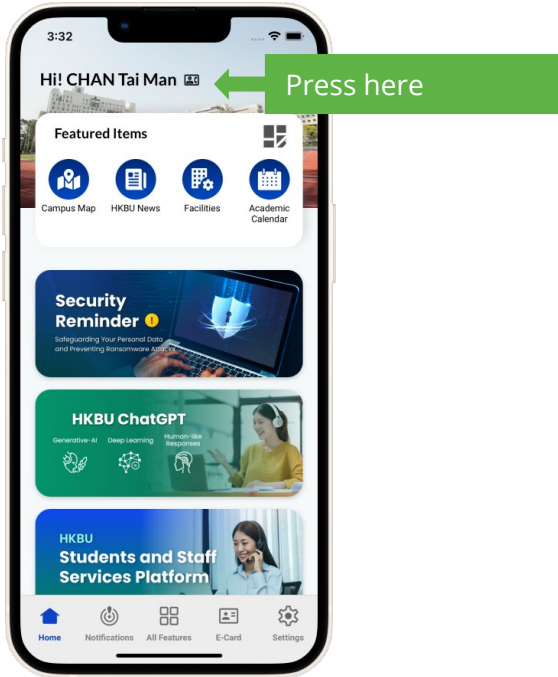 3:32
Hi! CHAN Tai Man
Press here
Featured Items
Campus Map
HKBU News
Facilities
Academic
Calendar
Security
Reminder !
Safeguarding Your Personal Data
and Preventing Ransomware Attacks
HKBU ChatGPT
Generative-AI
Deep Learning
Human-like
Responses
HKBU
Students and Staff
Services Platform
Home
Notifications
All Features
E-Card
Settings